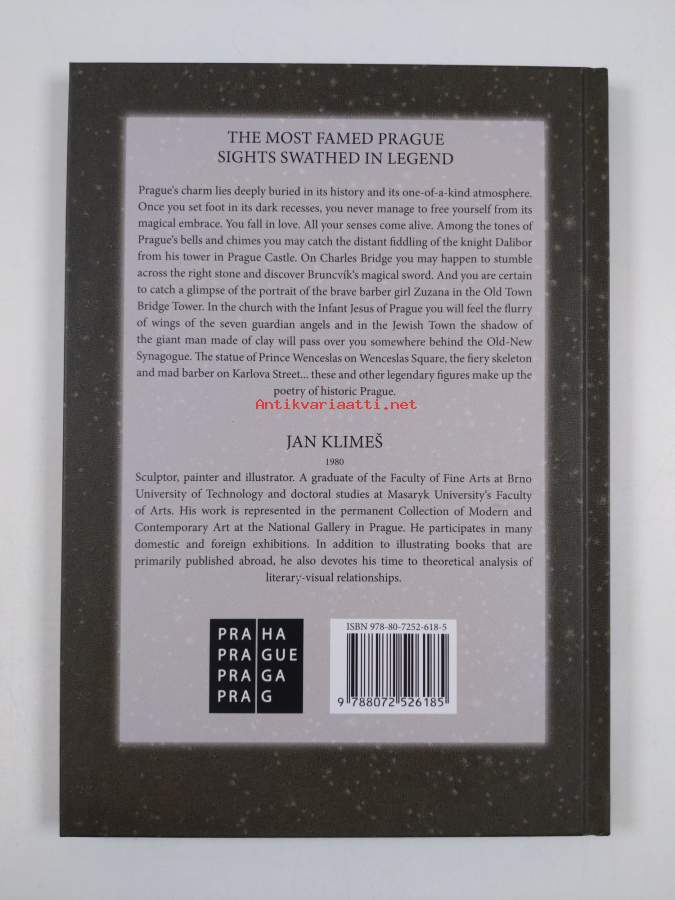 THE MOST FAMED PRAGUE
SIGHTS SWATHED IN LEGEND
Prague's charm lies deeply buried in its history and its one-of-a-kind atmosphere.
Once you set foot in its dark recesses, you never manage to free yourself from its
magical embrace. You fall in love. All your senses come alive. Among the tones of
Prague's bells and chimes you may catch the distant fiddling of the knight Dalibor
from his tower in Prague Castle. On Charles Bridge you may happen to stumble
across the right stone and discover Bruncvík's magical sword. And you are certain
to catch a glimpse of the portrait of the brave barber girl Zuzana in the Old Town
Bridge Tower. In the church with the Infant Jesus of Prague you will feel the flurry
of wings of the seven guardian angels and in the Jewish Town the shadow of
the giant man made of clay will pass over you somewhere behind the Old-New
Synagogue. The statue of Prince Wenceslas on Wenceslas Square, the fiery skeleton
and mad barber on Karlova Street... these and other legendary figures make up the
poetry of historic Prague.
Antikvariaatti.net
JAN KLIMEŠ
1980
Sculptor, painter and illustrator. A graduate of the Faculty of Fine Arts at Brno
University of Technology and doctoral studies at Masaryk University's Faculty
of Arts. His work is represented in the permanent Collection of Modern and
Contemporary Art at the National Gallery in Prague. He participates in many
domestic and foreign exhibitions. In addition to illustrating books that are
primarily published abroad, he also devotes his time to theoretical analysis of
literary-visual relationships.
PRA HA
PRA GUE
PRA GA
PRA G
ISBN 978-80-7252-618-5
9 788072 526185